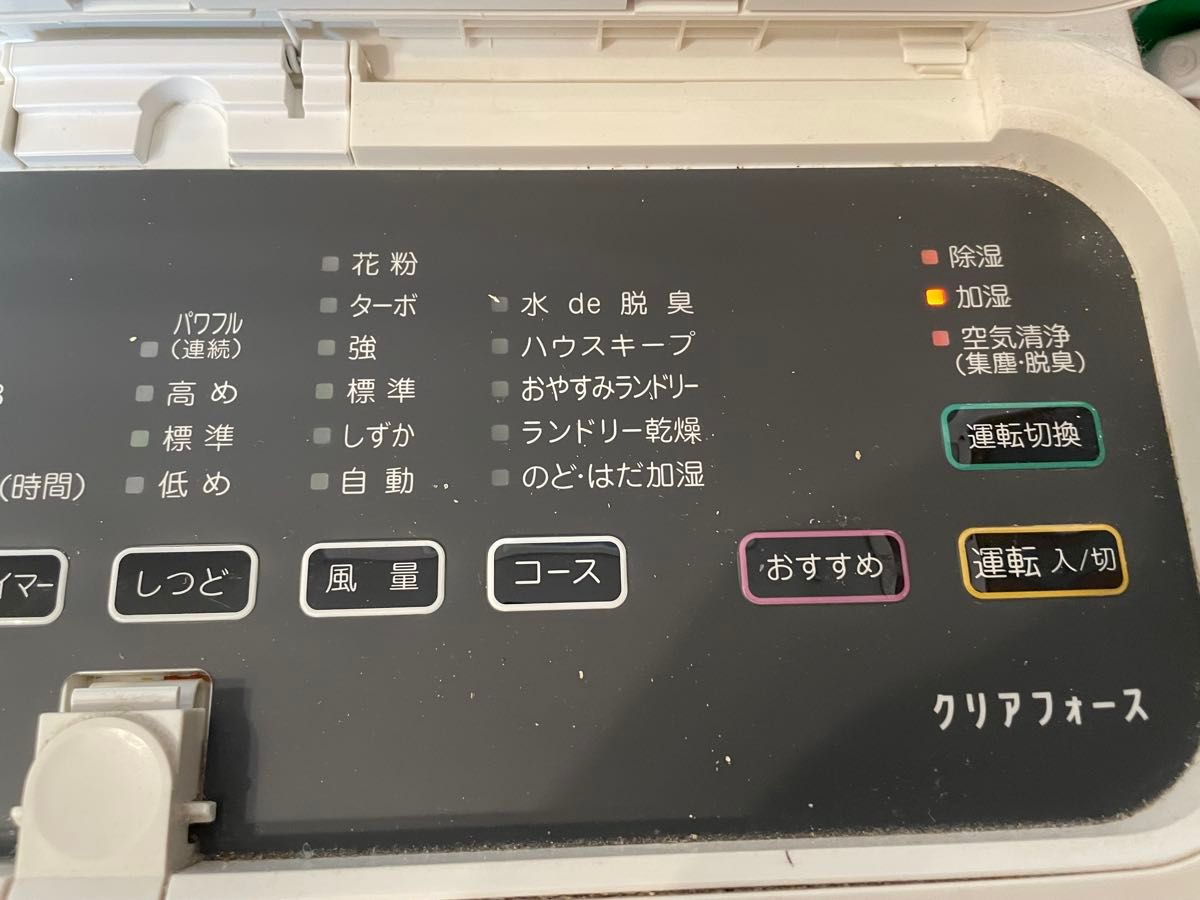 (時間)
イマー
パワフル
(連続)
高め
標準
低め
しつど
花粉
ターボ
強
標準
しずか
自動
風量
水 de 脱臭
ハウスキープ
おやすみランドリー
ランドリー乾燥
のど・はだ加湿
コース
おすすめ
除湿
加湿
空気清浄
(集塵・脱臭)
運転切換
運転 入/切
クリアフォース